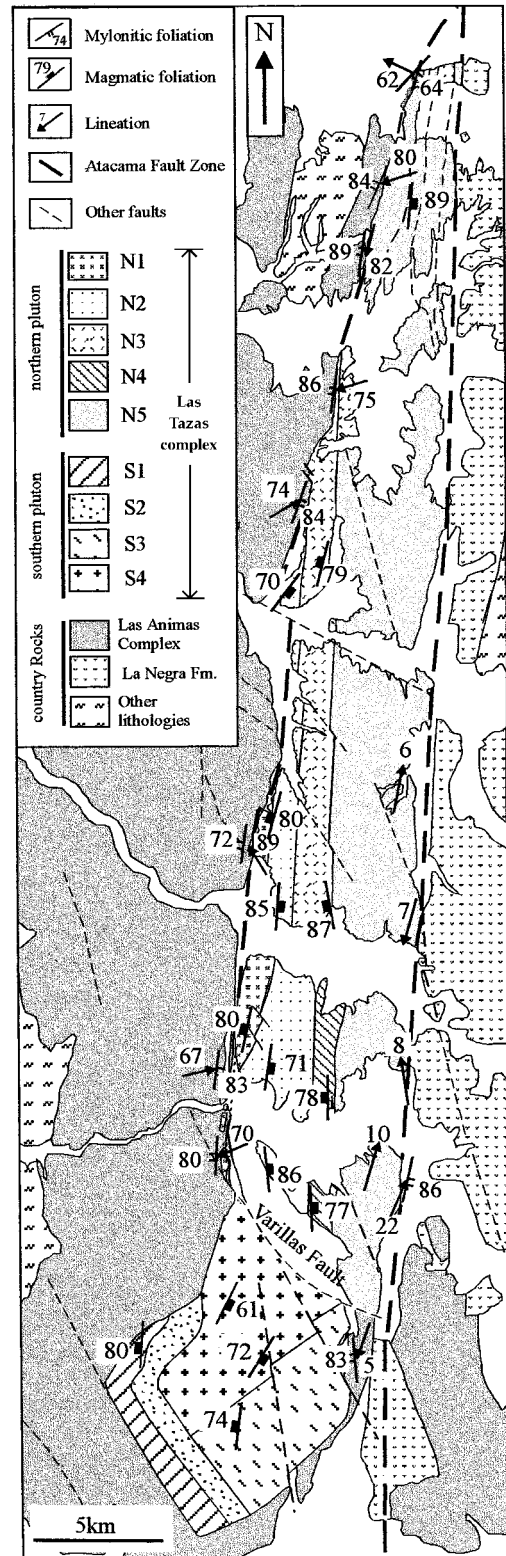 74 Mylonitic foliation
79 Magmatic foliation
7 Lineation
Atacama Fault Zone
Other faults
northern pluton
N1
N2
N3
N4
N5
Las
Tazas
complex
southern pluton
S1
S2
S3
S4
country Rocks
Las Animas
Complex
La Negra Fm.
Other
lithologies
N
62
64
80
84
89
89
82
86
75
74
84
79
70
6
80
72
89
85
87
7
80
67
83
71
8
78
70
80
10
86
86
77
22
Varillas Fault
61
80
72
83
5
74
5km